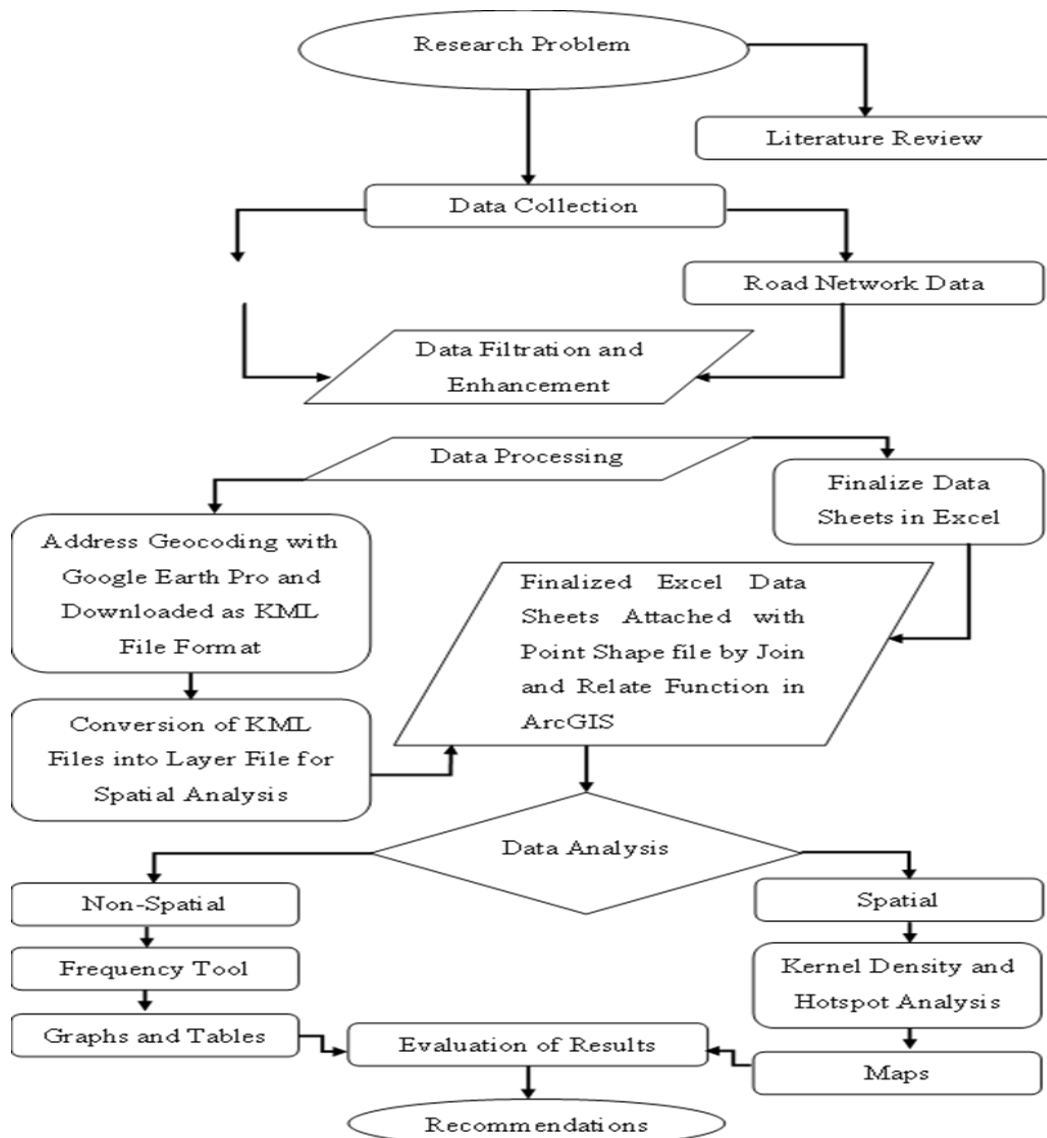 Research Problem
Literature Review
Data Collection
Road Network Data
Data Filtration and
Enhancement
Data Processing
Finalize Data
Sheets in Excel
Address Geocoding with
Google Earth Pro and
Downloaded as KML
File Format
Finalized Excel Data
Sheets Attached with
Point Shape file by Join
and Relate Function in
ArcGIS
Conversion of KML
Files into Layer File for
Spatial Analysis
Data Analysis
Non-Spatial
Spatial
Frequency Tool
Kernel Density and
Hotspot Analysis
Graphs and Tables
Evaluation of Results
Maps
Recommendations